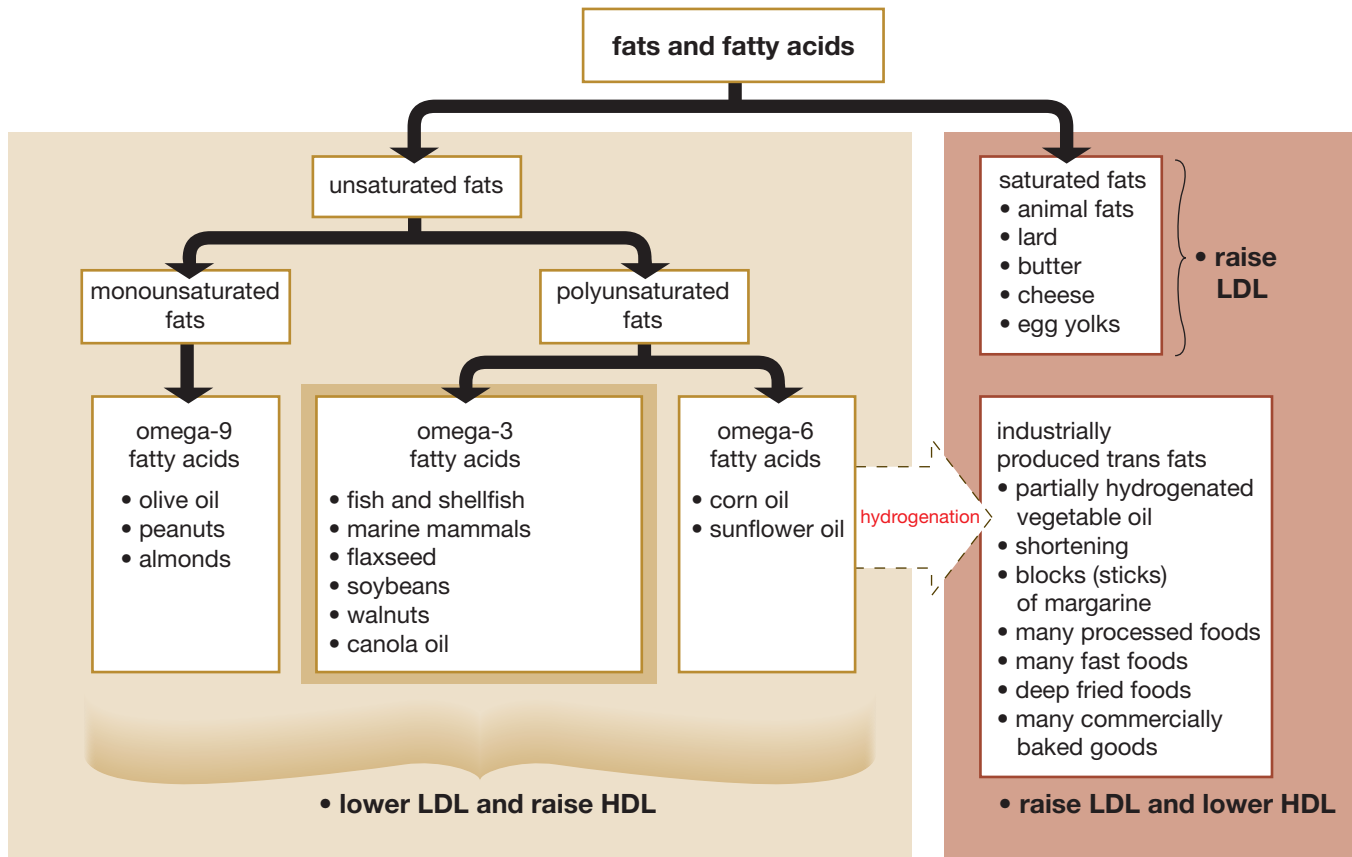 fats and fatty acids
unsaturated fats
monounsaturated
fats
polyunsaturated
fats
omega-9
fatty acids
• olive oil
• peanuts
• almonds
omega-3
fatty acids
• fish and shellfish
• marine mammals
• flaxseed
• soybeans
• walnuts
• canola oil
omega-6
fatty acids
• corn oil
• sunflower oil
• lower LDL and raise HDL
hydrogenation
saturated fats
• animal fats
• lard
• butter
• cheese
• egg yolks
• raise
LDL
industrially
produced trans fats
• partially hydrogenated
vegetable oil
• shortening
• blocks (sticks)
of margarine
• many processed foods
• many fast foods
• deep fried foods
• many commercially
baked goods
• raise LDL and lower HDL